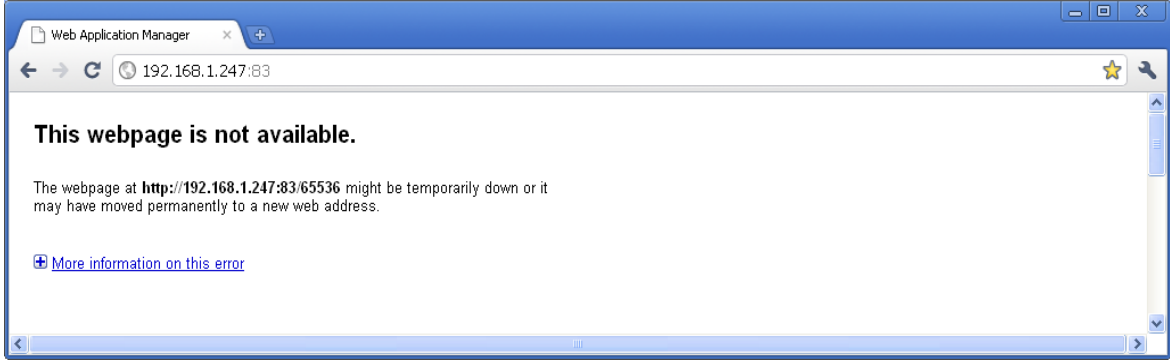 Web Application Manager
192.168.1.247:83
This webpage is not available.
The webpage at http://192.168.1.247:83/65536 might be temporarily down or it
may have moved permanently to a new web address.
More information on this error